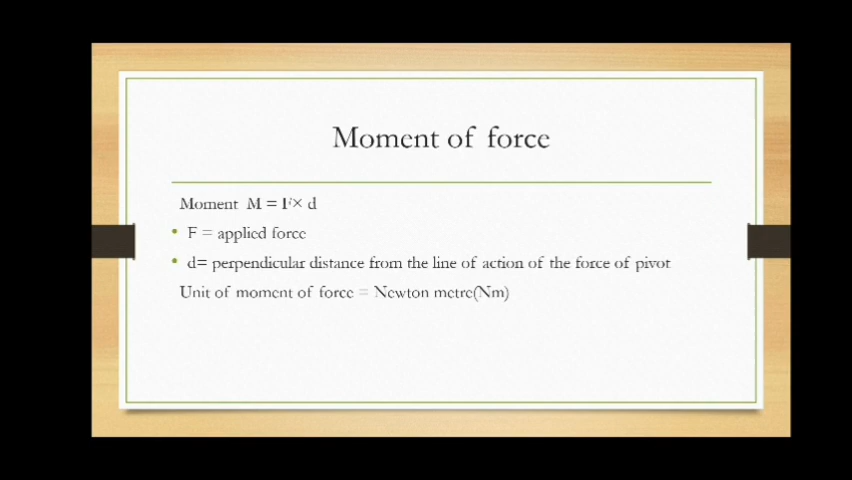 Moment of force
Moment M = F× d
• F = applied force
• d= perpendicular distance from the line of action of the force of pivot
Unit of moment of force = Newton metre(Nm)